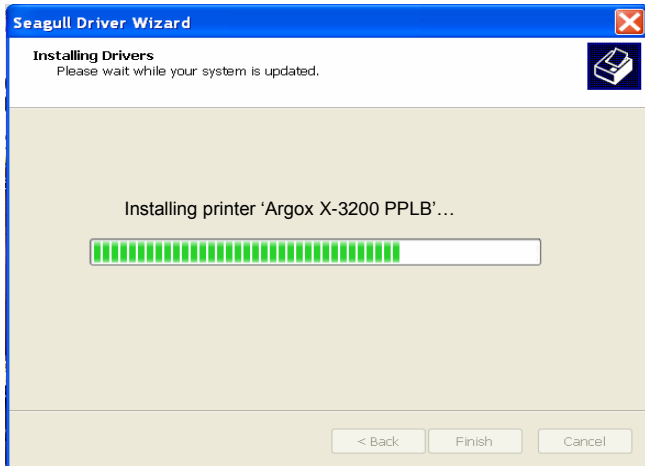 Seagull Driver Wizard
Installing Drivers
Please wait while your system is updated.
Installing printer ‘Argox X-3200 PPLB’…
< Back Finish Cancel